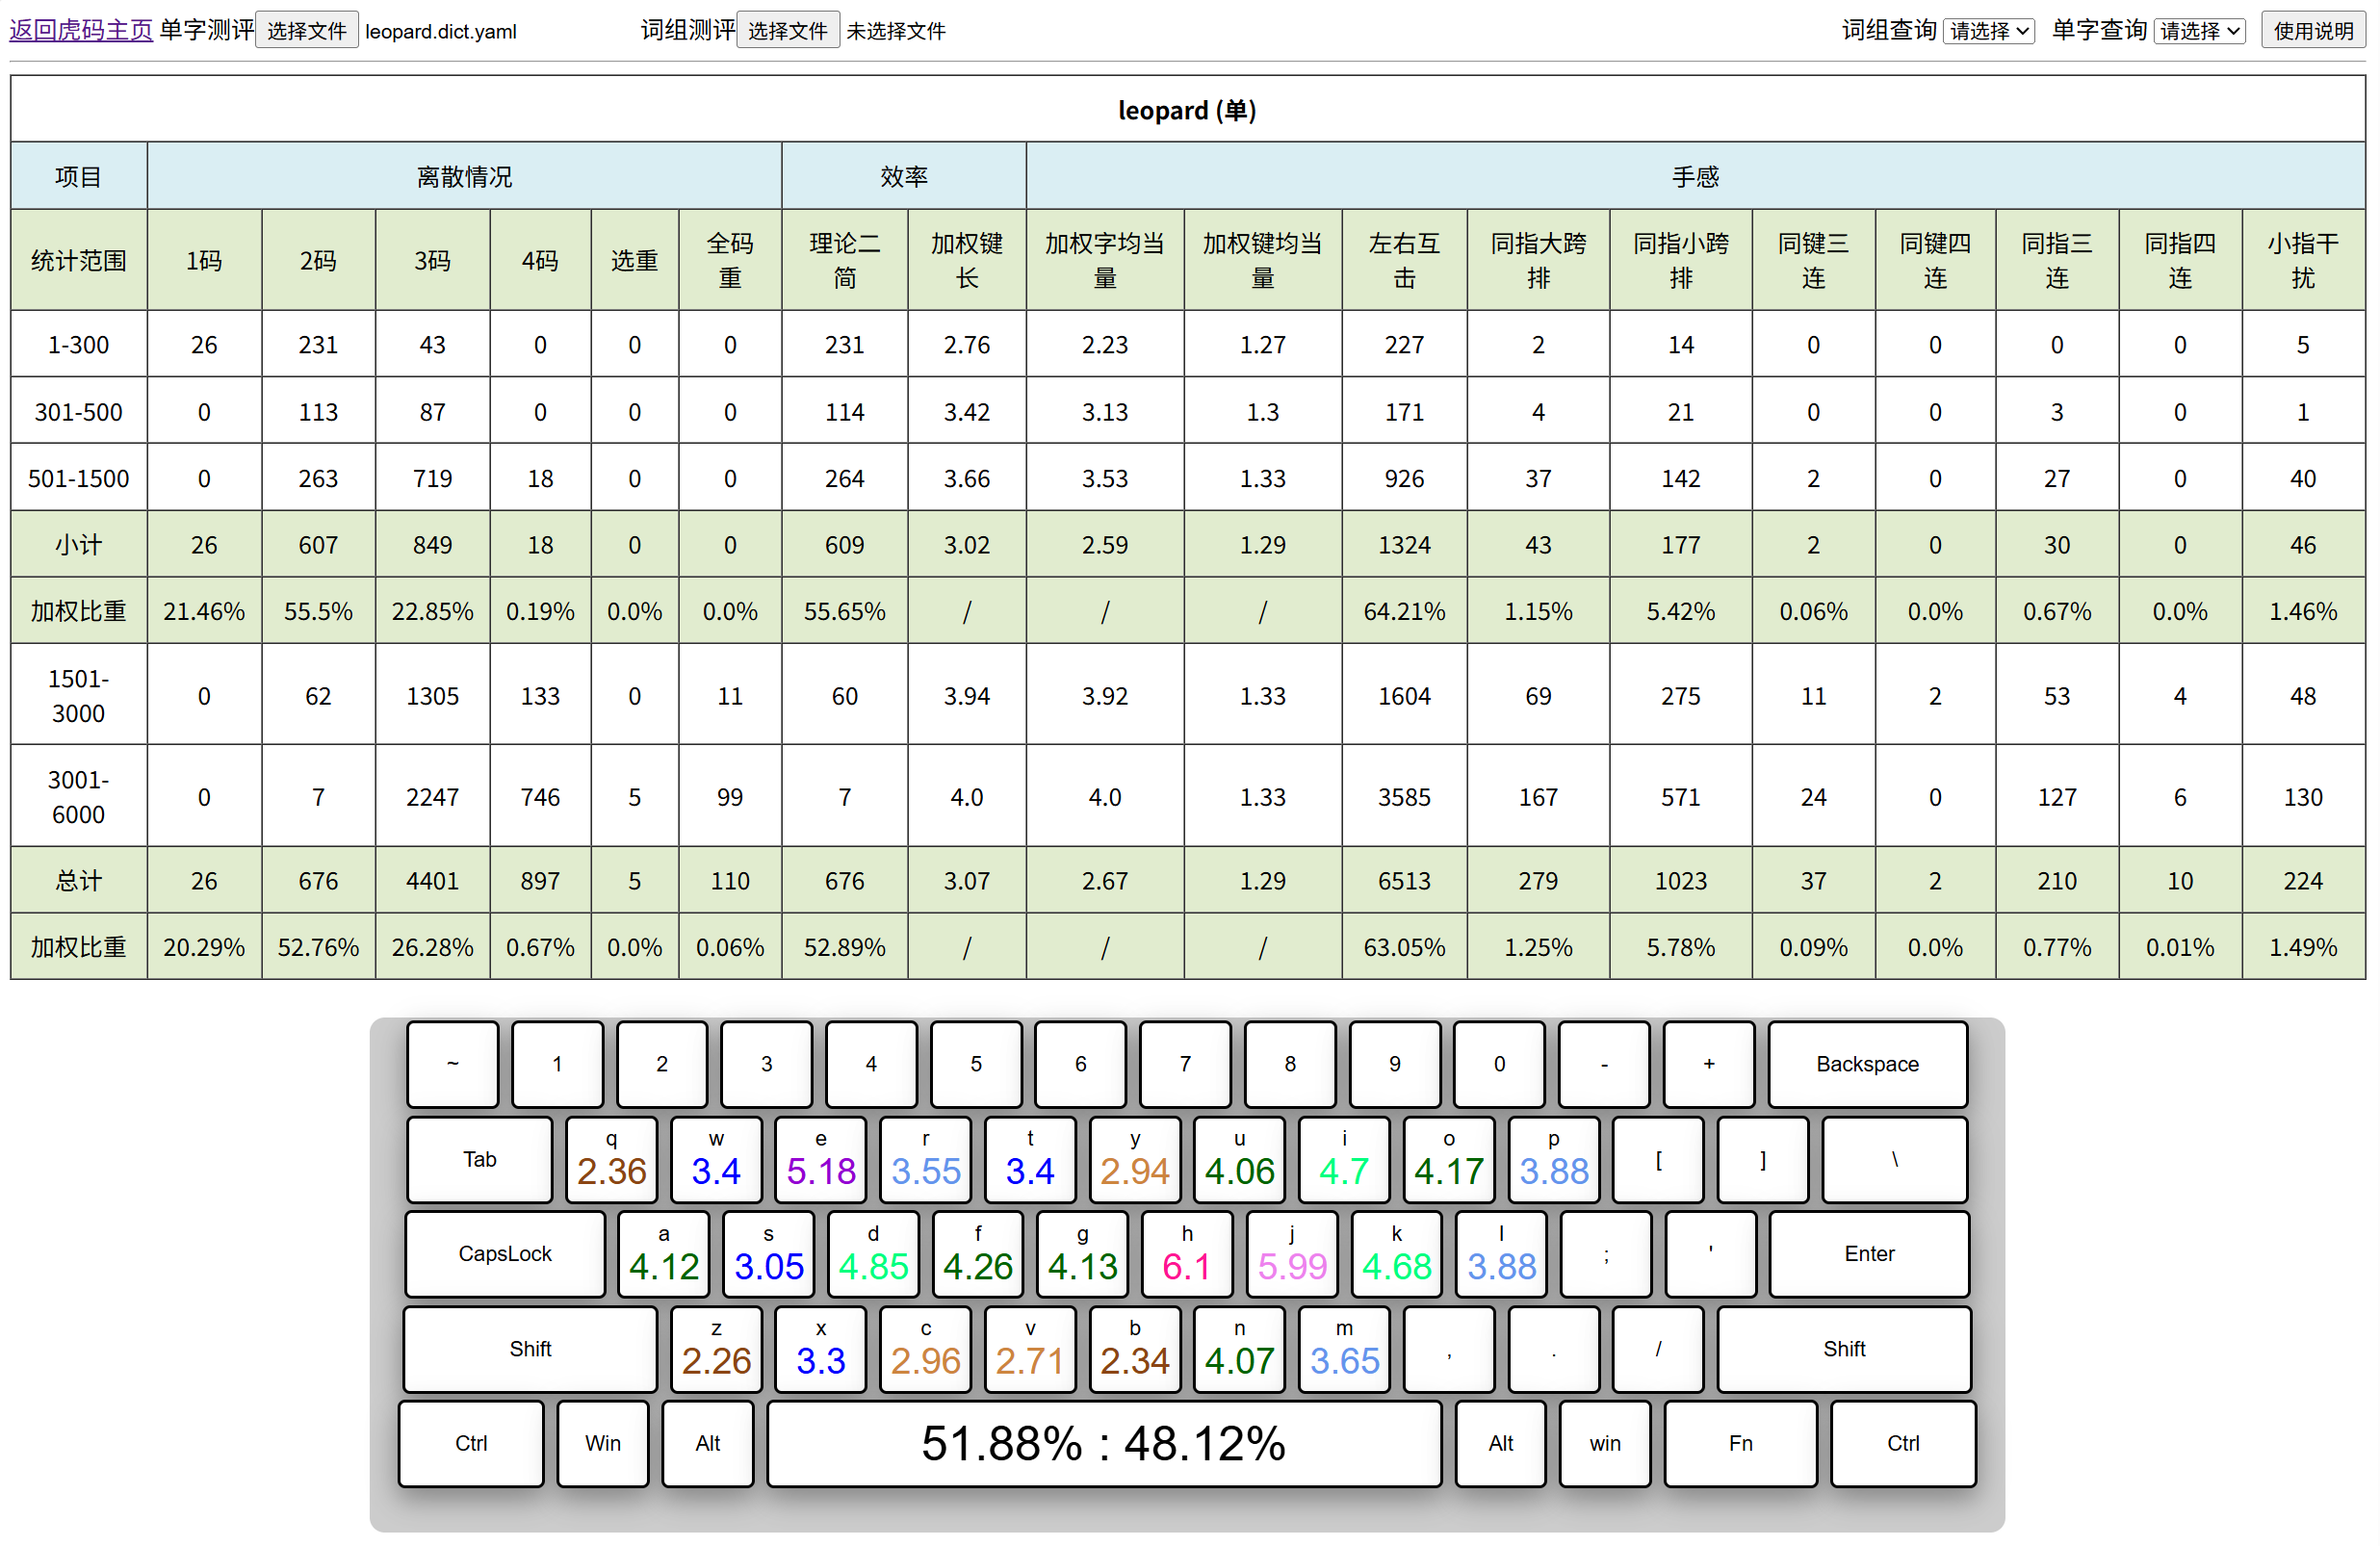 返回虎码主页 单字测评 选择文件 leopard.dict.yaml 词组测评 选择文件 未选择文件 词组查询 请选择 单字查询 请选择 使用说明
leopard (单)
项目 离散情况 效率 手感
统计范围 1码 2码 3码 4码 选重 全码重 理论二简 加权键长 加权字均当量 加权键均当量 左右互击 同指大跨排 同指小跨排 同键三连 同键四连 同指三连 同指四连 小指干扰
1-300 26 231 43 0 0 0 231 2.76 2.23 1.27 227 2 14 0 0 0 0 5
301-500 0 113 87 0 0 0 114 3.42 3.13 1.3 171 4 21 0 0 3 0 1
501-1500 0 263 719 18 0 0 264 3.66 3.53 1.33 926 37 142 2 0 27 0 40
小计 26 607 849 18 0 0 609 3.02 2.59 1.29 1324 43 177 2 0 30 0 46
加权比重 21.46% 55.5% 22.85% 0.19% 0.0% 0.0% 55.65% / / / 64.21% 1.15% 5.42% 0.06% 0.0% 0.67% 0.0% 1.46%
1501-3000 0 62 1305 133 0 11 60 3.94 3.92 1.33 1604 69 275 11 2 53 4 48
3001-6000 0 7 2247 746 5 99 7 4.0 4.0 1.33 3585 167 571 24 0 127 6 130
总计 26 676 4401 897 5 110 676 3.07 2.67 1.29 6513 279 1023 37 2 210 10 224
加权比重 20.29% 52.76% 26.28% 0.67% 0.0% 0.06% 52.89% / / / 63.05% 1.25% 5.78% 0.09% 0.0% 0.77% 0.01% 1.49%
~ 1 2 3 4 5 6 7 8 9 0 - + Backspace
Tab q w e r t y u i o p [ ] \
2.36 3.4 5.18 3.55 3.4 2.94 4.06 4.7 4.17 3.88
CapsLock a s d f g h j k l ; ' Enter
4.12 3.05 4.85 4.26 4.13 6.1 5.99 4.68 3.88
Shift z x c v b n m , . / Shift
2.26 3.3 2.96 2.71 2.34 4.07 3.65
Ctrl Win Alt 51.88% : 48.12% Alt win Fn Ctrl